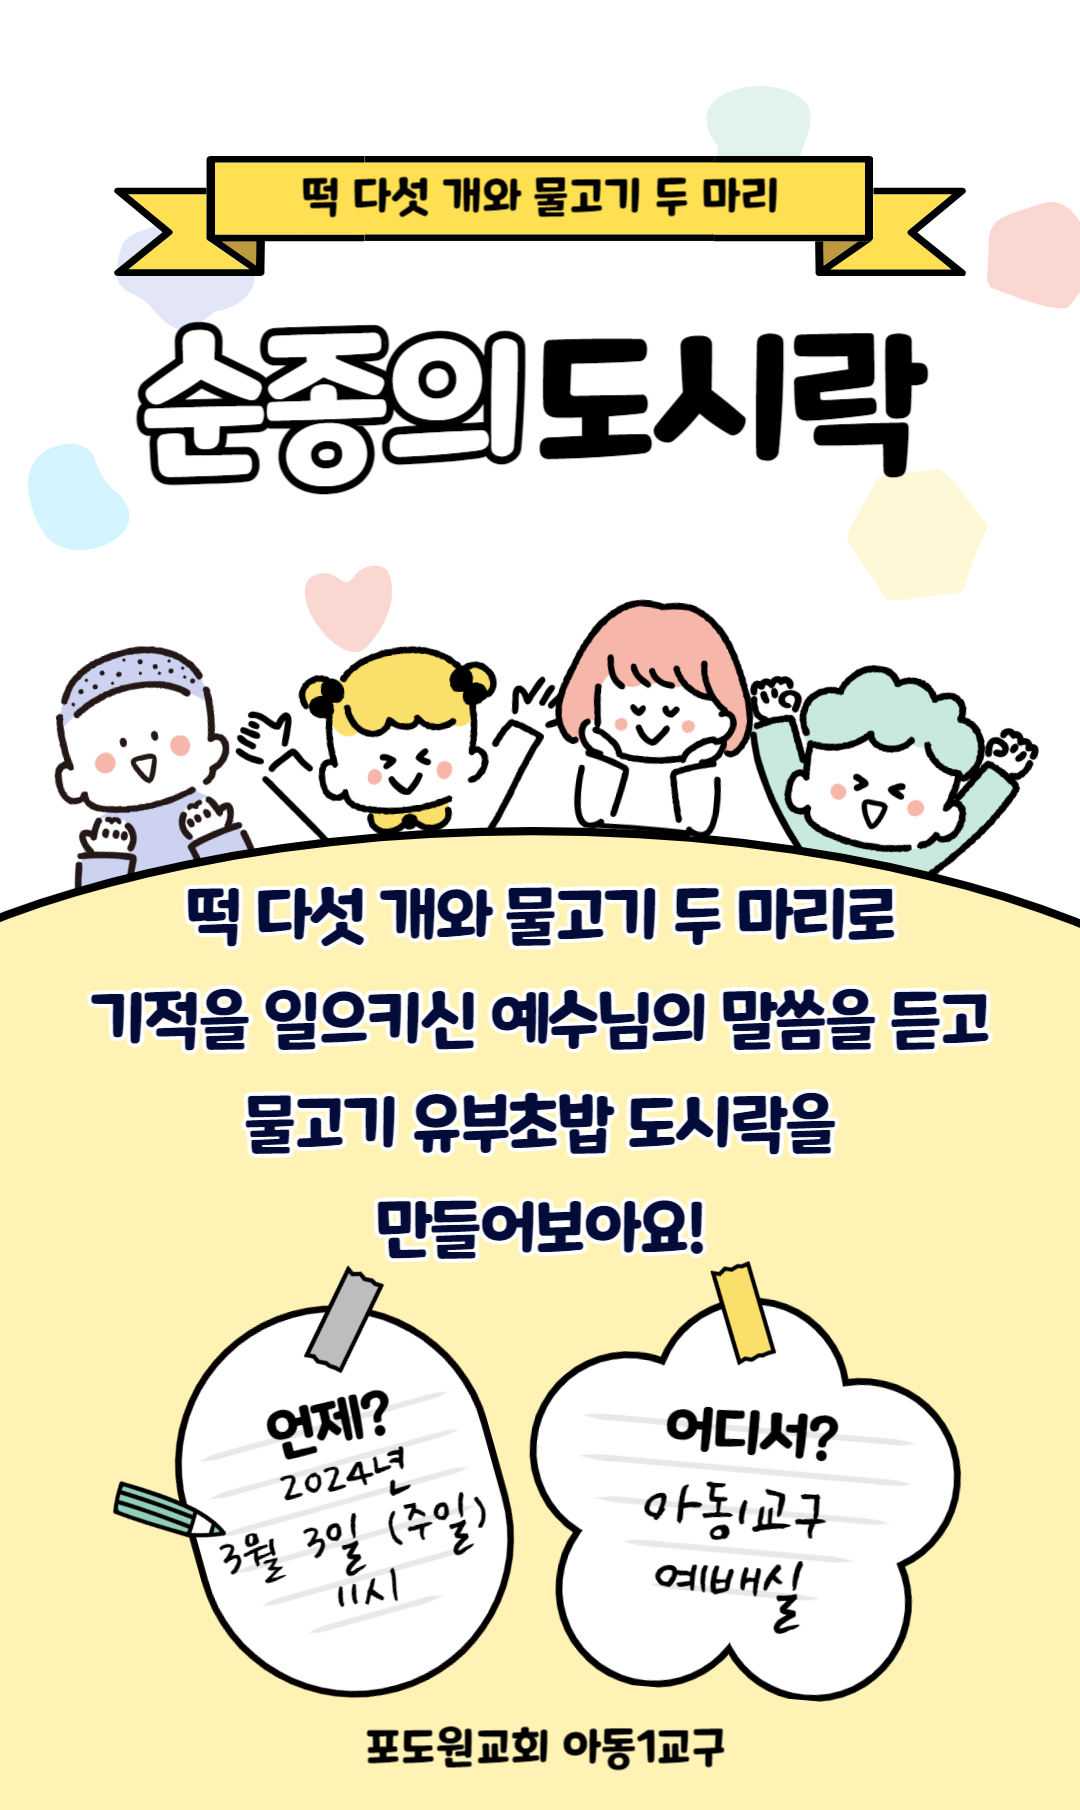 떡 다섯 개와 물고기 두 마리
순종의 도시락
떡 다섯 개와 물고기 두 마리로
기적을 일으키신 예수님의 말씀을 듣고
물고기 유부초밥 도시락을
만들어보아요!
언제?
2024년
3월 3일 (주일)
11시
어디서?
아동1교구
예배실
포도원교회 아동1교구